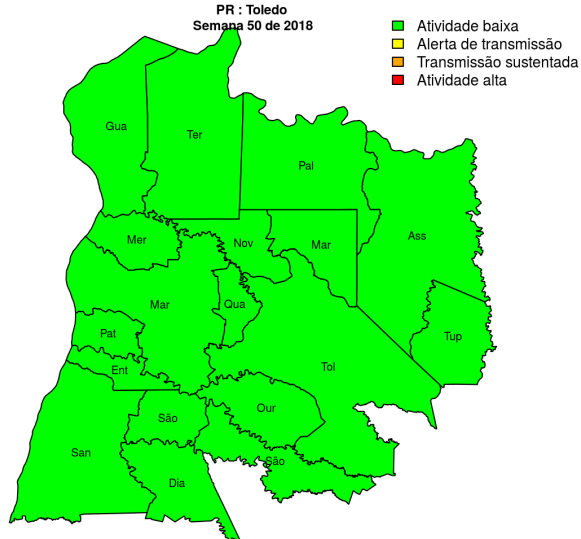 PR : Toledo
Semana 50 de 2018
Atividade baixa
Alerta de transmissão
Transmissão sustentada
Atividade alta
Gua
Ter
Pal
Mer
Nov
Mar
Ass
Mar
Qua
Pat
Tup
Ent
Tol
São
Our
San
São
Dia